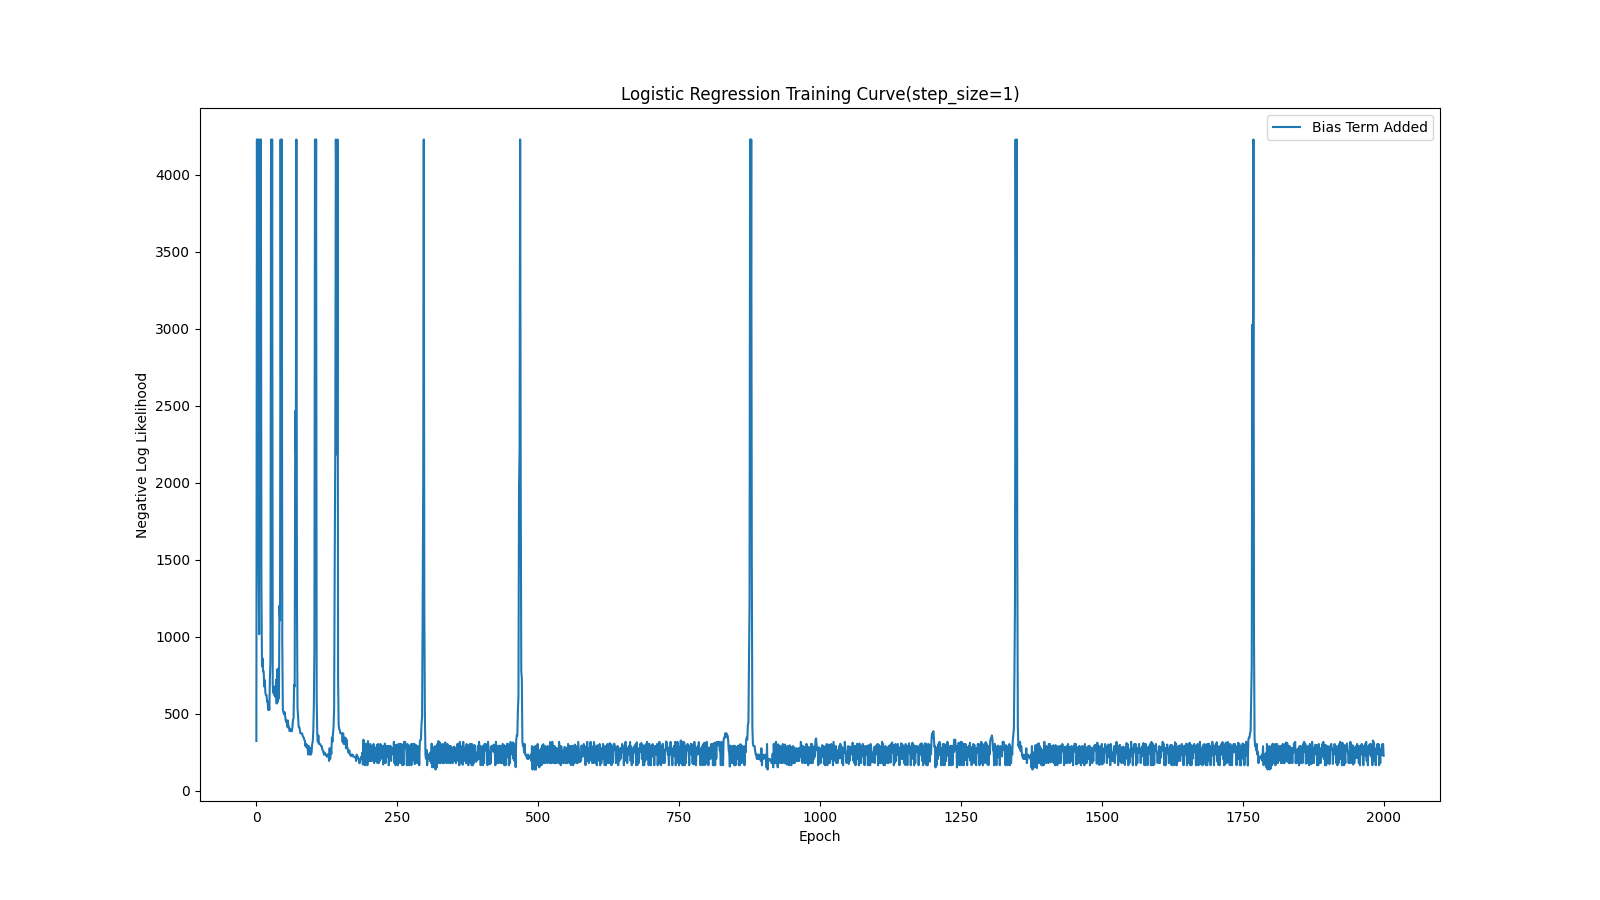 Logistic Regression Training Curve(step_size=1)
Bias Term Added
Negative Log Likelihood
4000
3500
3000
2500
2000
1500
1000
500
0
0 250 500 750 1000 1250 1500 1750 2000
Epoch